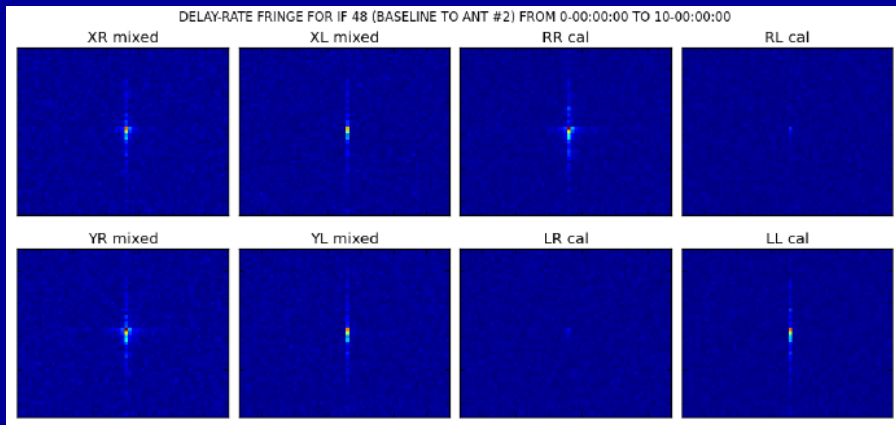 DELAY-RATE FRINGE FOR IF 48 (BASELINE TO ANT #2) FROM 0-00:00:00 TO 10-00:00:00
XR mixed XL mixed RR cal RL cal
YR mixed YL mixed LR cal LL cal